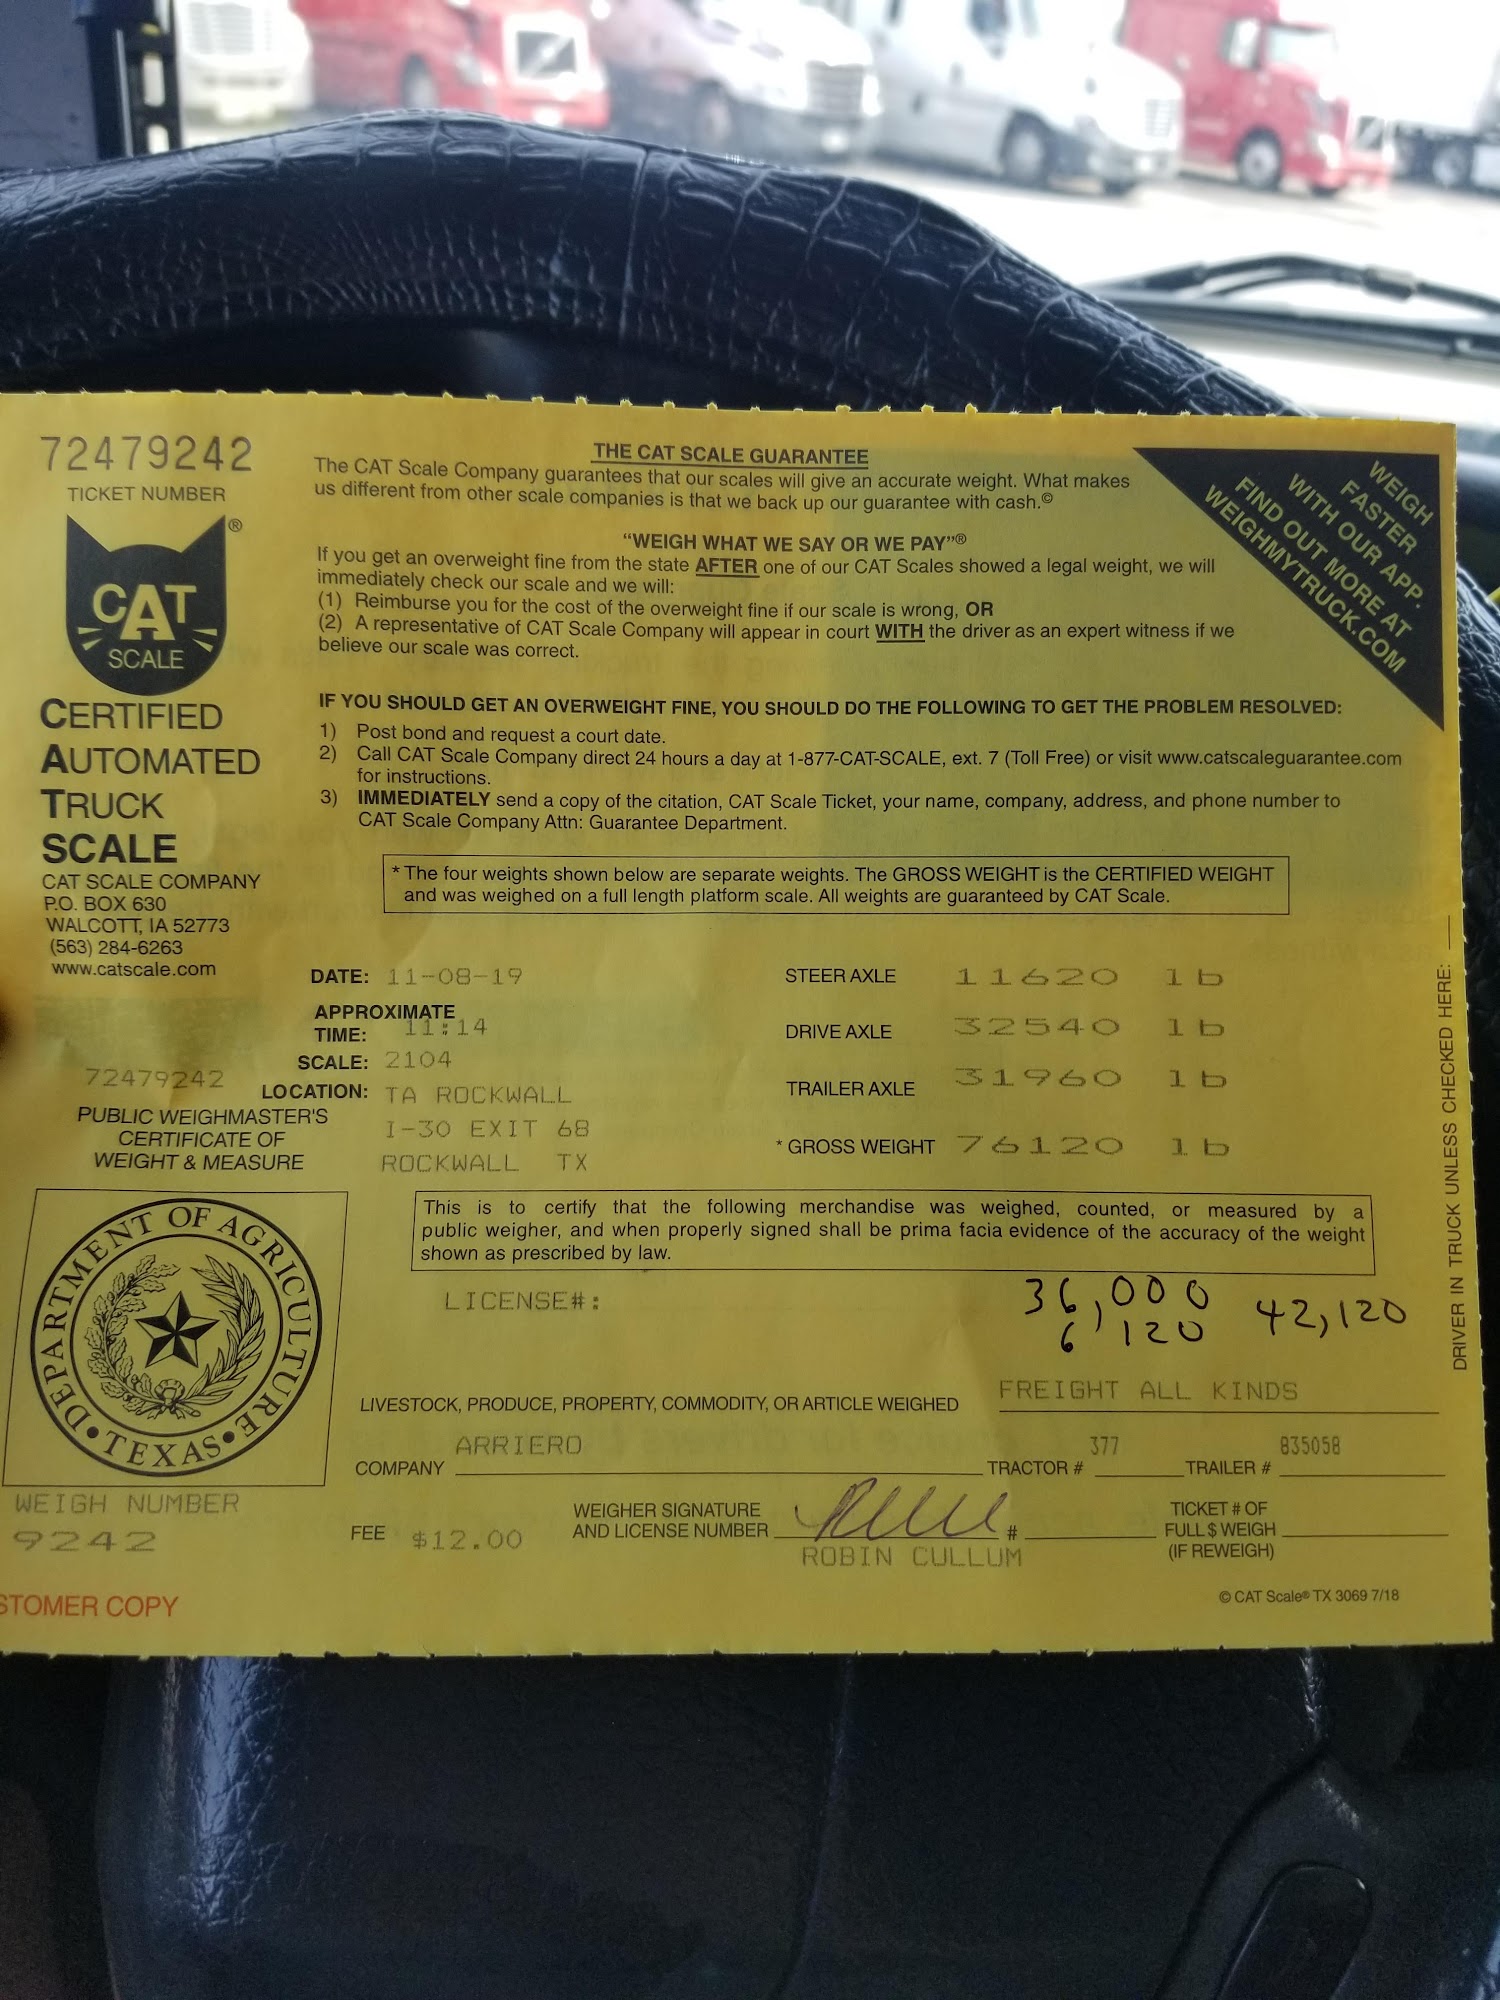 72479242
TICKET NUMBER
CAT
SCALE
®
CERTIFIED
AUTOMATED
TRUCK
SCALE
CAT SCALE COMPANY
P.O. BOX 630
WALCOTT, IA 52773
(563) 284-6263
www.catscale.com
THE CAT SCALE GUARANTEE
The CAT Scale Company guarantees that our scales will give an accurate weight. What makes
us different from other scale companies is that we back up our guarantee with cash.©
"WEIGH WHAT WE SAY OR WE PAY"®
If you get an overweight fine from the state AFTER one of our CAT Scales showed a legal weight, we will
immediately check our scale and we will:
(1) Reimburse you for the cost of the overweight fine if our scale is wrong, OR
(2) A representative of CAT Scale Company will appear in court WITH the driver as an expert witness if we
believe our scale was correct.
WEIGH
FASTER
WITH OUR APP.
FIND OUT MORE AT
WEIGHMYTRUCK.COM
IF YOU SHOULD GET AN OVERWEIGHT FINE, YOU SHOULD DO THE FOLLOWING TO GET THE PROBLEM RESOLVED:
1) Post bond and request a court date.
2) Call CAT Scale Company direct 24 hours a day at 1-877-CAT-SCALE, ext. 7 (Toll Free) or visit www.catscaleguarantee.com
for instructions.
3) IMMEDIATELY send a copy of the citation, CAT Scale Ticket, your name, company, address, and phone number to
CAT Scale Company Attn: Guarantee Department.
* The four weights shown below are separate weights. The GROSS WEIGHT is the CERTIFIED WEIGHT
and was weighed on a full length platform scale. All weights are guaranteed by CAT Scale.
DATE: 11-08-19
APPROXIMATE
TIME: 11:14
SCALE: 2104
LOCATION: TA ROCKWALL
I-30 EXIT 68
ROCKWALL TX
STEER AXLE 11620 lb
DRIVE AXLE 32540 lb
TRAILER AXLE 31960 lb
* GROSS WEIGHT 76120 lb
72479242
PUBLIC WEIGHMASTER'S
CERTIFICATE OF
WEIGHT & MEASURE
DEPARTMENT OF AGRICULTURE
• TEXAS •
This is to certify that the following merchandise was weighed, counted, or measured by a
public weigher, and when properly signed shall be prima facia evidence of the accuracy of the weight
shown as prescribed by law.
LICENSE#:
36,000
6,120
42,120
LIVESTOCK, PRODUCE, PROPERTY, COMMODITY, OR ARTICLE WEIGHED FREIGHT ALL KINDS
COMPANY ARRIERO TRACTOR # 377 TRAILER # 835058
WEIGH NUMBER
9242
FEE $12.00
WEIGHER SIGNATURE
AND LICENSE NUMBER #
ROBIN CULLUM
TICKET # OF
FULL $ WEIGH
(IF REWEIGH)
STOMER COPY
© CAT Scale® TX 3069 7/18
DRIVER IN TRUCK UNLESS CHECKED HERE: